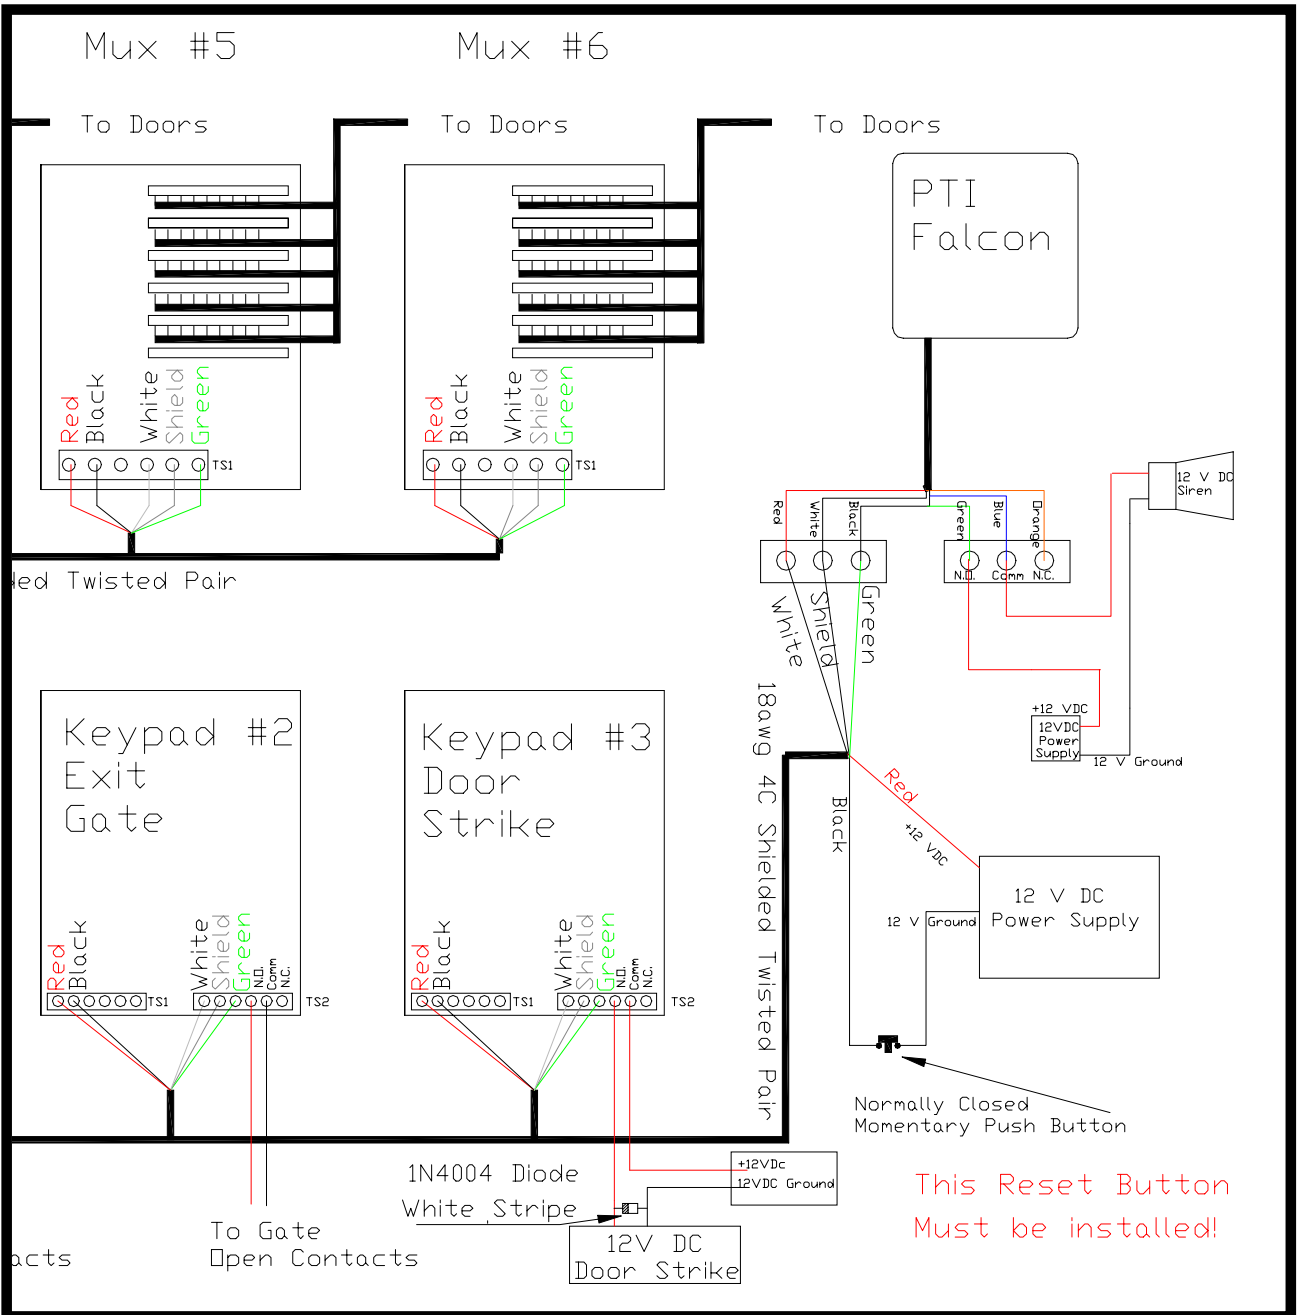 Mux #5
Mux #6
To Doors
To Doors
To Doors
PTI
Falcon
Red
Black
White
Shield
Green
TS1
Red
Black
White
Shield
Green
TS1
12 V DC
Siren
Red
White
Black
Green
Blue
Orange
N.O.
Comm
N.C.
ded Twisted Pair
White
Shield
Green
18awg 4C Shielded Twisted Pair
+12 VDC
12VDC
Power
Supply
12 V Ground
Keypad #2
Exit
Gate
Keypad #3
Door
Strike
Red
+12 VDC
Black
12 V DC
Power Supply
12 V Ground
Red
Black
White
Shield
Green
N.O.
Comm
N.C.
TS1
TS2
Red
Black
White
Shield
Green
N.O.
Comm
N.C.
TS1
TS2
Normally Closed
Momentary Push Button
1N4004 Diode
White Stripe
+12VDc
12VDC Ground
This Reset Button
Must be installed!
To Gate
Open Contacts
acts
12V DC
Door Strike